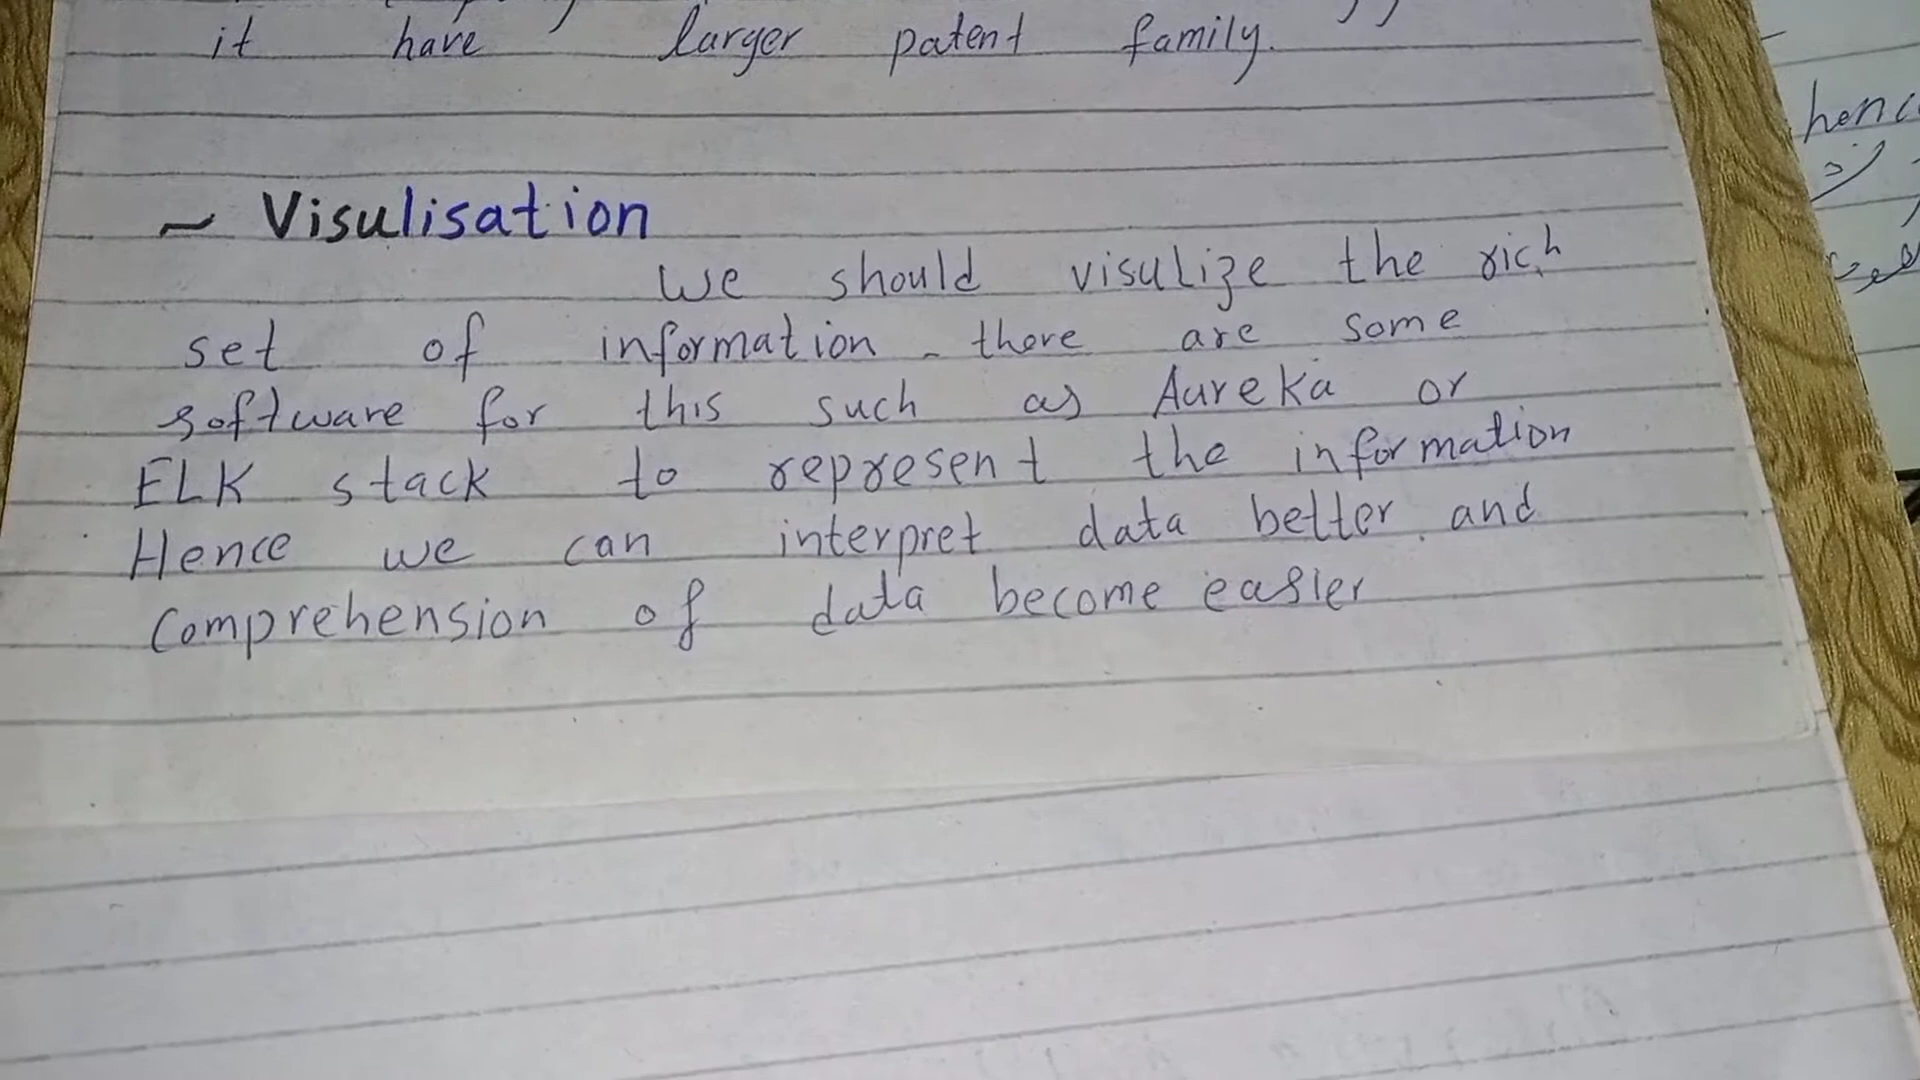 it have larger patent family.
~ Visulisation
We should visulize the rich
set of information. there are some
software for this such as Aureka or
ELK stack to represent the information
Hence we can interpret data better and
Comprehension of data become easier